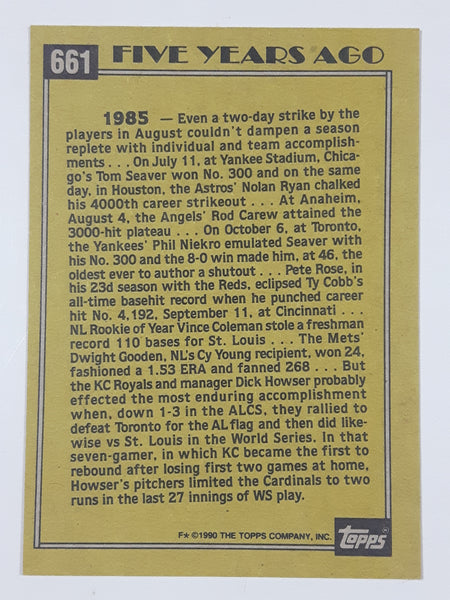 661 FIVE YEARS AGO
1985 — Even a two-day strike by the
players in August couldn't dampen a season
replete with individual and team accomplish-
ments . . . On July 11, at Yankee Stadium, Chica-
go's Tom Seaver won No. 300 and on the same
day, in Houston, the Astros' Nolan Ryan chalked
his 4000th career strikeout . . . At Anaheim,
August 4, the Angels' Rod Carew attained the
3000-hit plateau . . . On October 6, at Toronto,
the Yankees' Phil Niekro emulated Seaver with
his No. 300 and the 8-0 win made him, at 46, the
oldest ever to author a shutout . . . Pete Rose, in
his 23d season with the Reds, eclipsed Ty Cobb's
all-time basehit record when he punched career
hit No. 4,192, September 11, at Cincinnati . . .
NL Rookie of Year Vince Coleman stole a freshman
record 110 bases for St. Louis . . . The Mets'
Dwight Gooden, NL's Cy Young recipient, won 24,
fashioned a 1.53 ERA and fanned 268 . . . But
the KC Royals and manager Dick Howser probably
effected the most enduring accomplishment
when, down 1-3 in the ALCS, they rallied to
defeat Toronto for the AL flag and then did like-
wise vs St. Louis in the World Series. In that
seven-gamer, in which KC became the first to
rebound after losing first two games at home,
Howser's pitchers limited the Cardinals to two
runs in the last 27 innings of WS play.
F★ ©1990 THE TOPPS COMPANY, INC.
TOPPS®